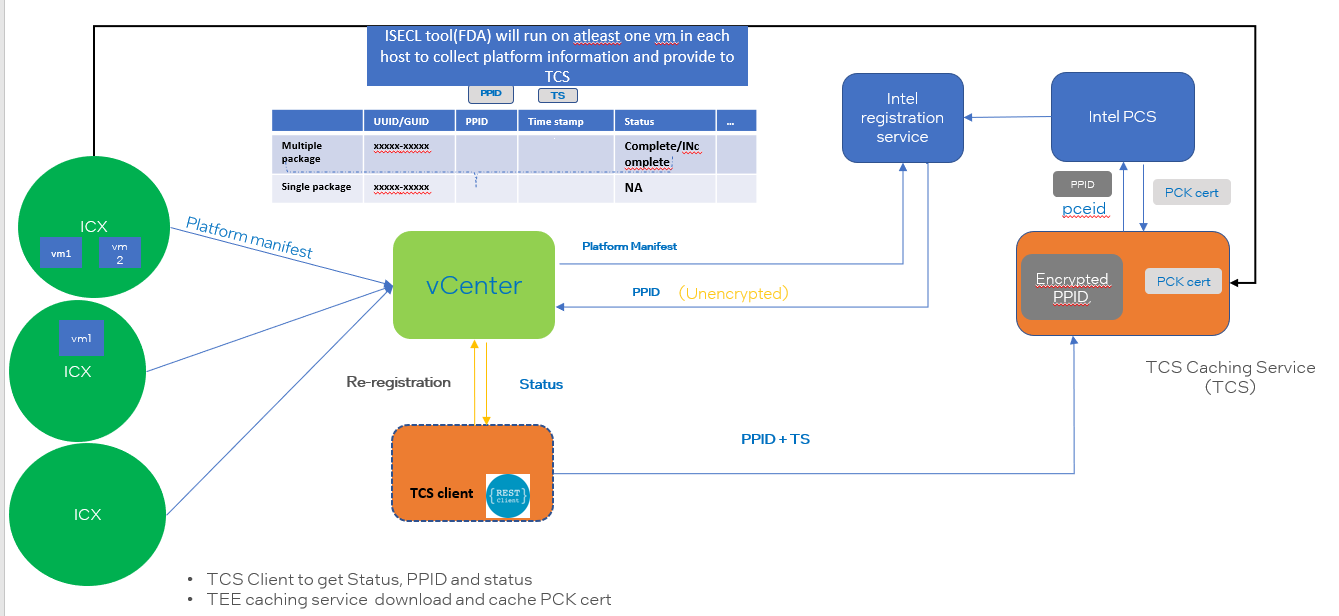 ISECL tool(FDA) will run on atleast one vm in each
host to collect platform information and provide to
TCS
PPID
TS
UUID/GUID PPID Time stamp Status ...
Multiple
package
xxxxx-xxxxx
Complete/INc
omplete
Single package xxxxx-xxxxx NA
Intel
registration
service
Intel PCS
PPID
pceid
PCK cert
ICX
vm1
vm
2
Platform manifest
vCenter
Platform Manifest
PPID (Unencrypted)
Encrypted
PPID
PCK cert
vm1
ICX
Re-registration
Status
TCS Caching Service
(TCS)
PPID + TS
TCS client
{REST}
Client
ICX
• TCS Client to get Status, PPID and status
• TEE caching service download and cache PCK cert